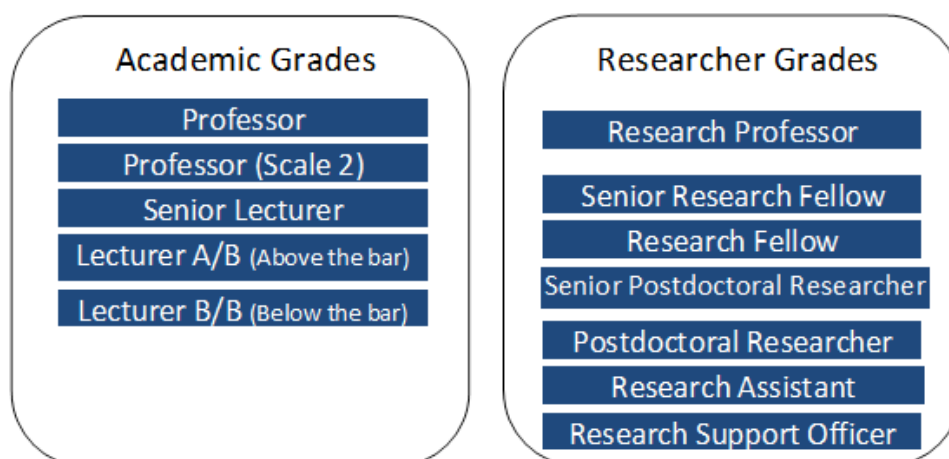 Academic Grades
Professor
Professor (Scale 2)
Senior Lecturer
Lecturer A/B (Above the bar)
Lecturer B/B (Below the bar)
Researcher Grades
Research Professor
Senior Research Fellow
Research Fellow
Senior Postdoctoral Researcher
Postdoctoral Researcher
Research Assistant
Research Support Officer